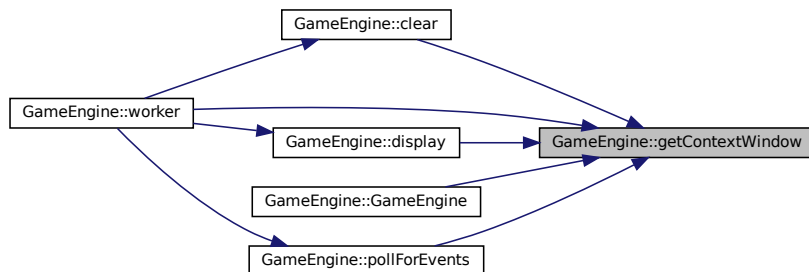 GameEngine::clear
GameEngine::worker
GameEngine::display
GameEngine::getContextWindow
GameEngine::GameEngine
GameEngine::pollForEvents